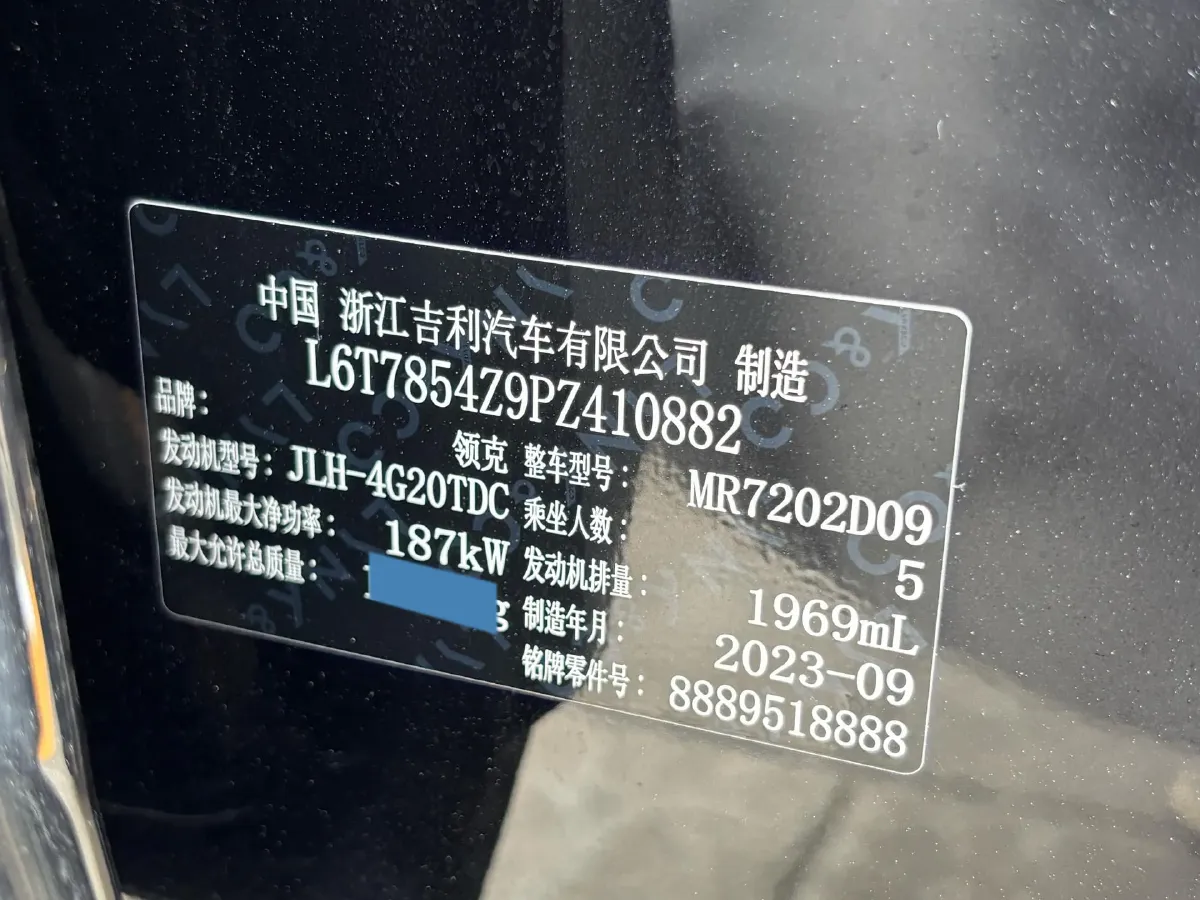 中国 浙江吉利汽车有限公司 制造
L6T7854Z9PZ410882
品牌： 领克
发动机型号：JLH-4G20TDC
发动机最大净功率： 187kW
最大允许总质量：
整车型号： MR7202D09
乘坐人数： 5
发动机排量： 1969mL
制造年月： 2023-09
铭牌零件号： 8889518888